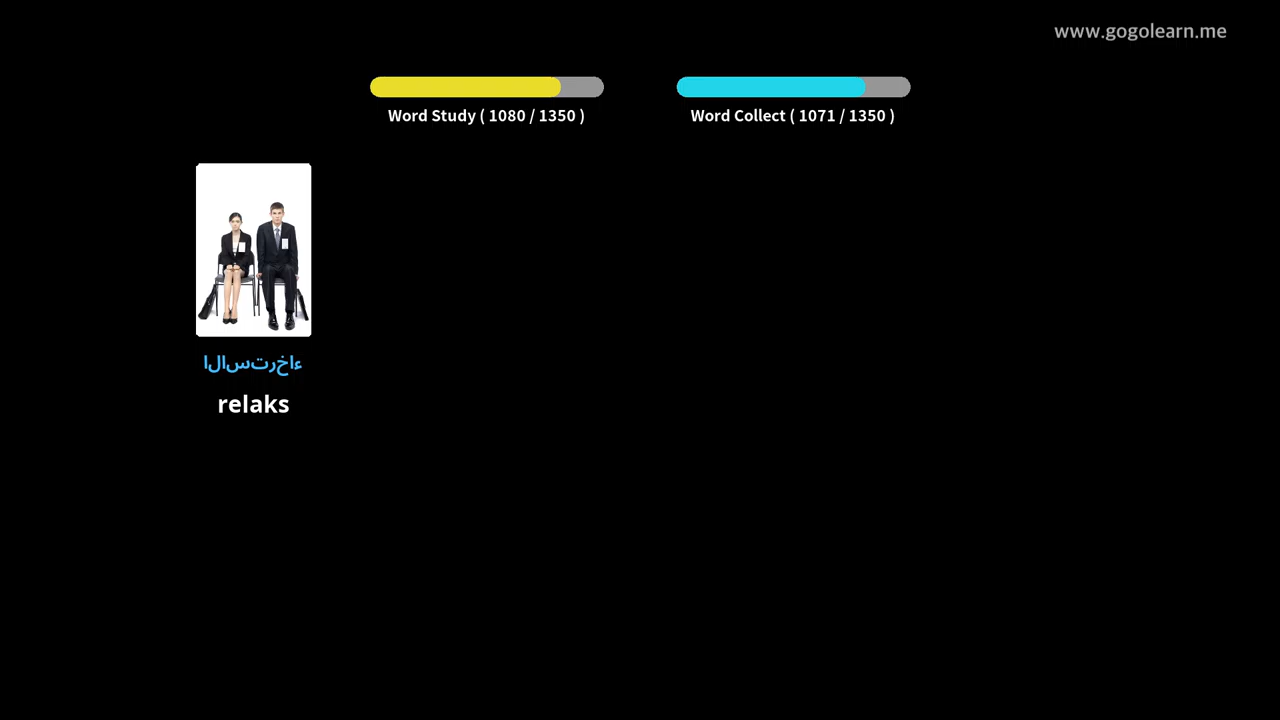 www.gogolearn.me
Word Study ( 1080 / 1350 )
Word Collect ( 1071 / 1350 )
الاسترخاء
relaks